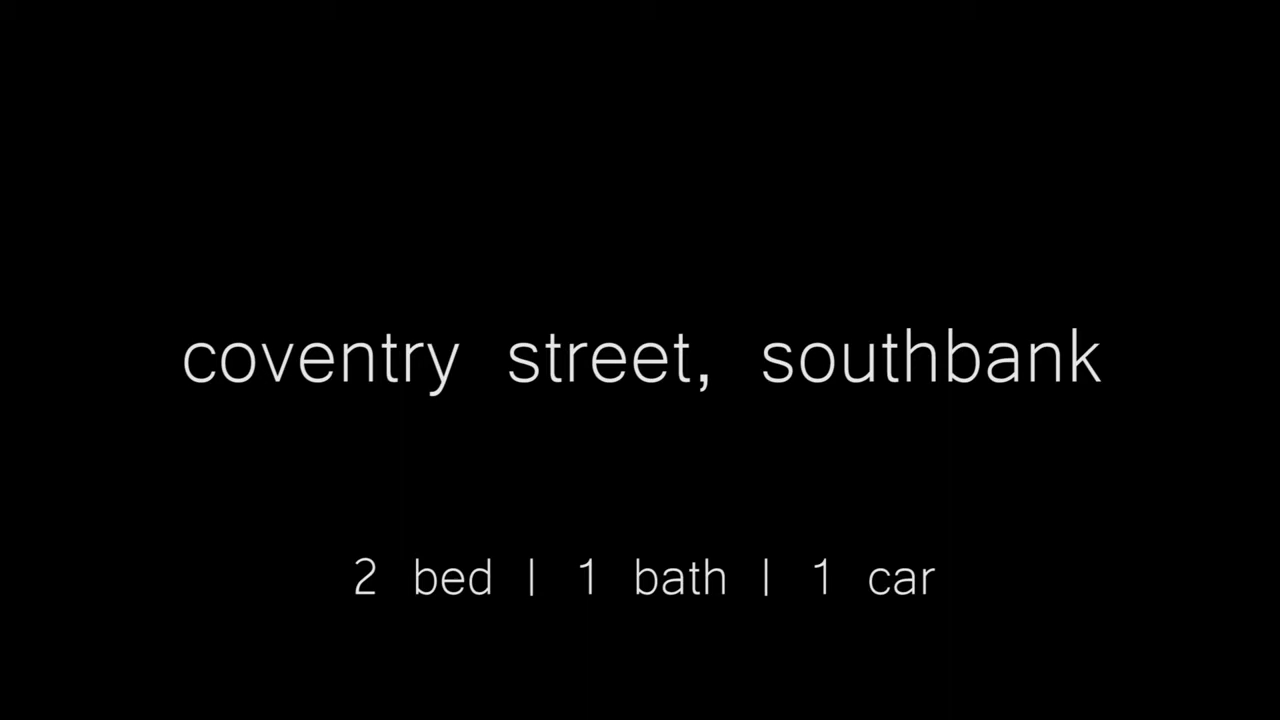 coventry street, southbank
2 bed | 1 bath | 1 car